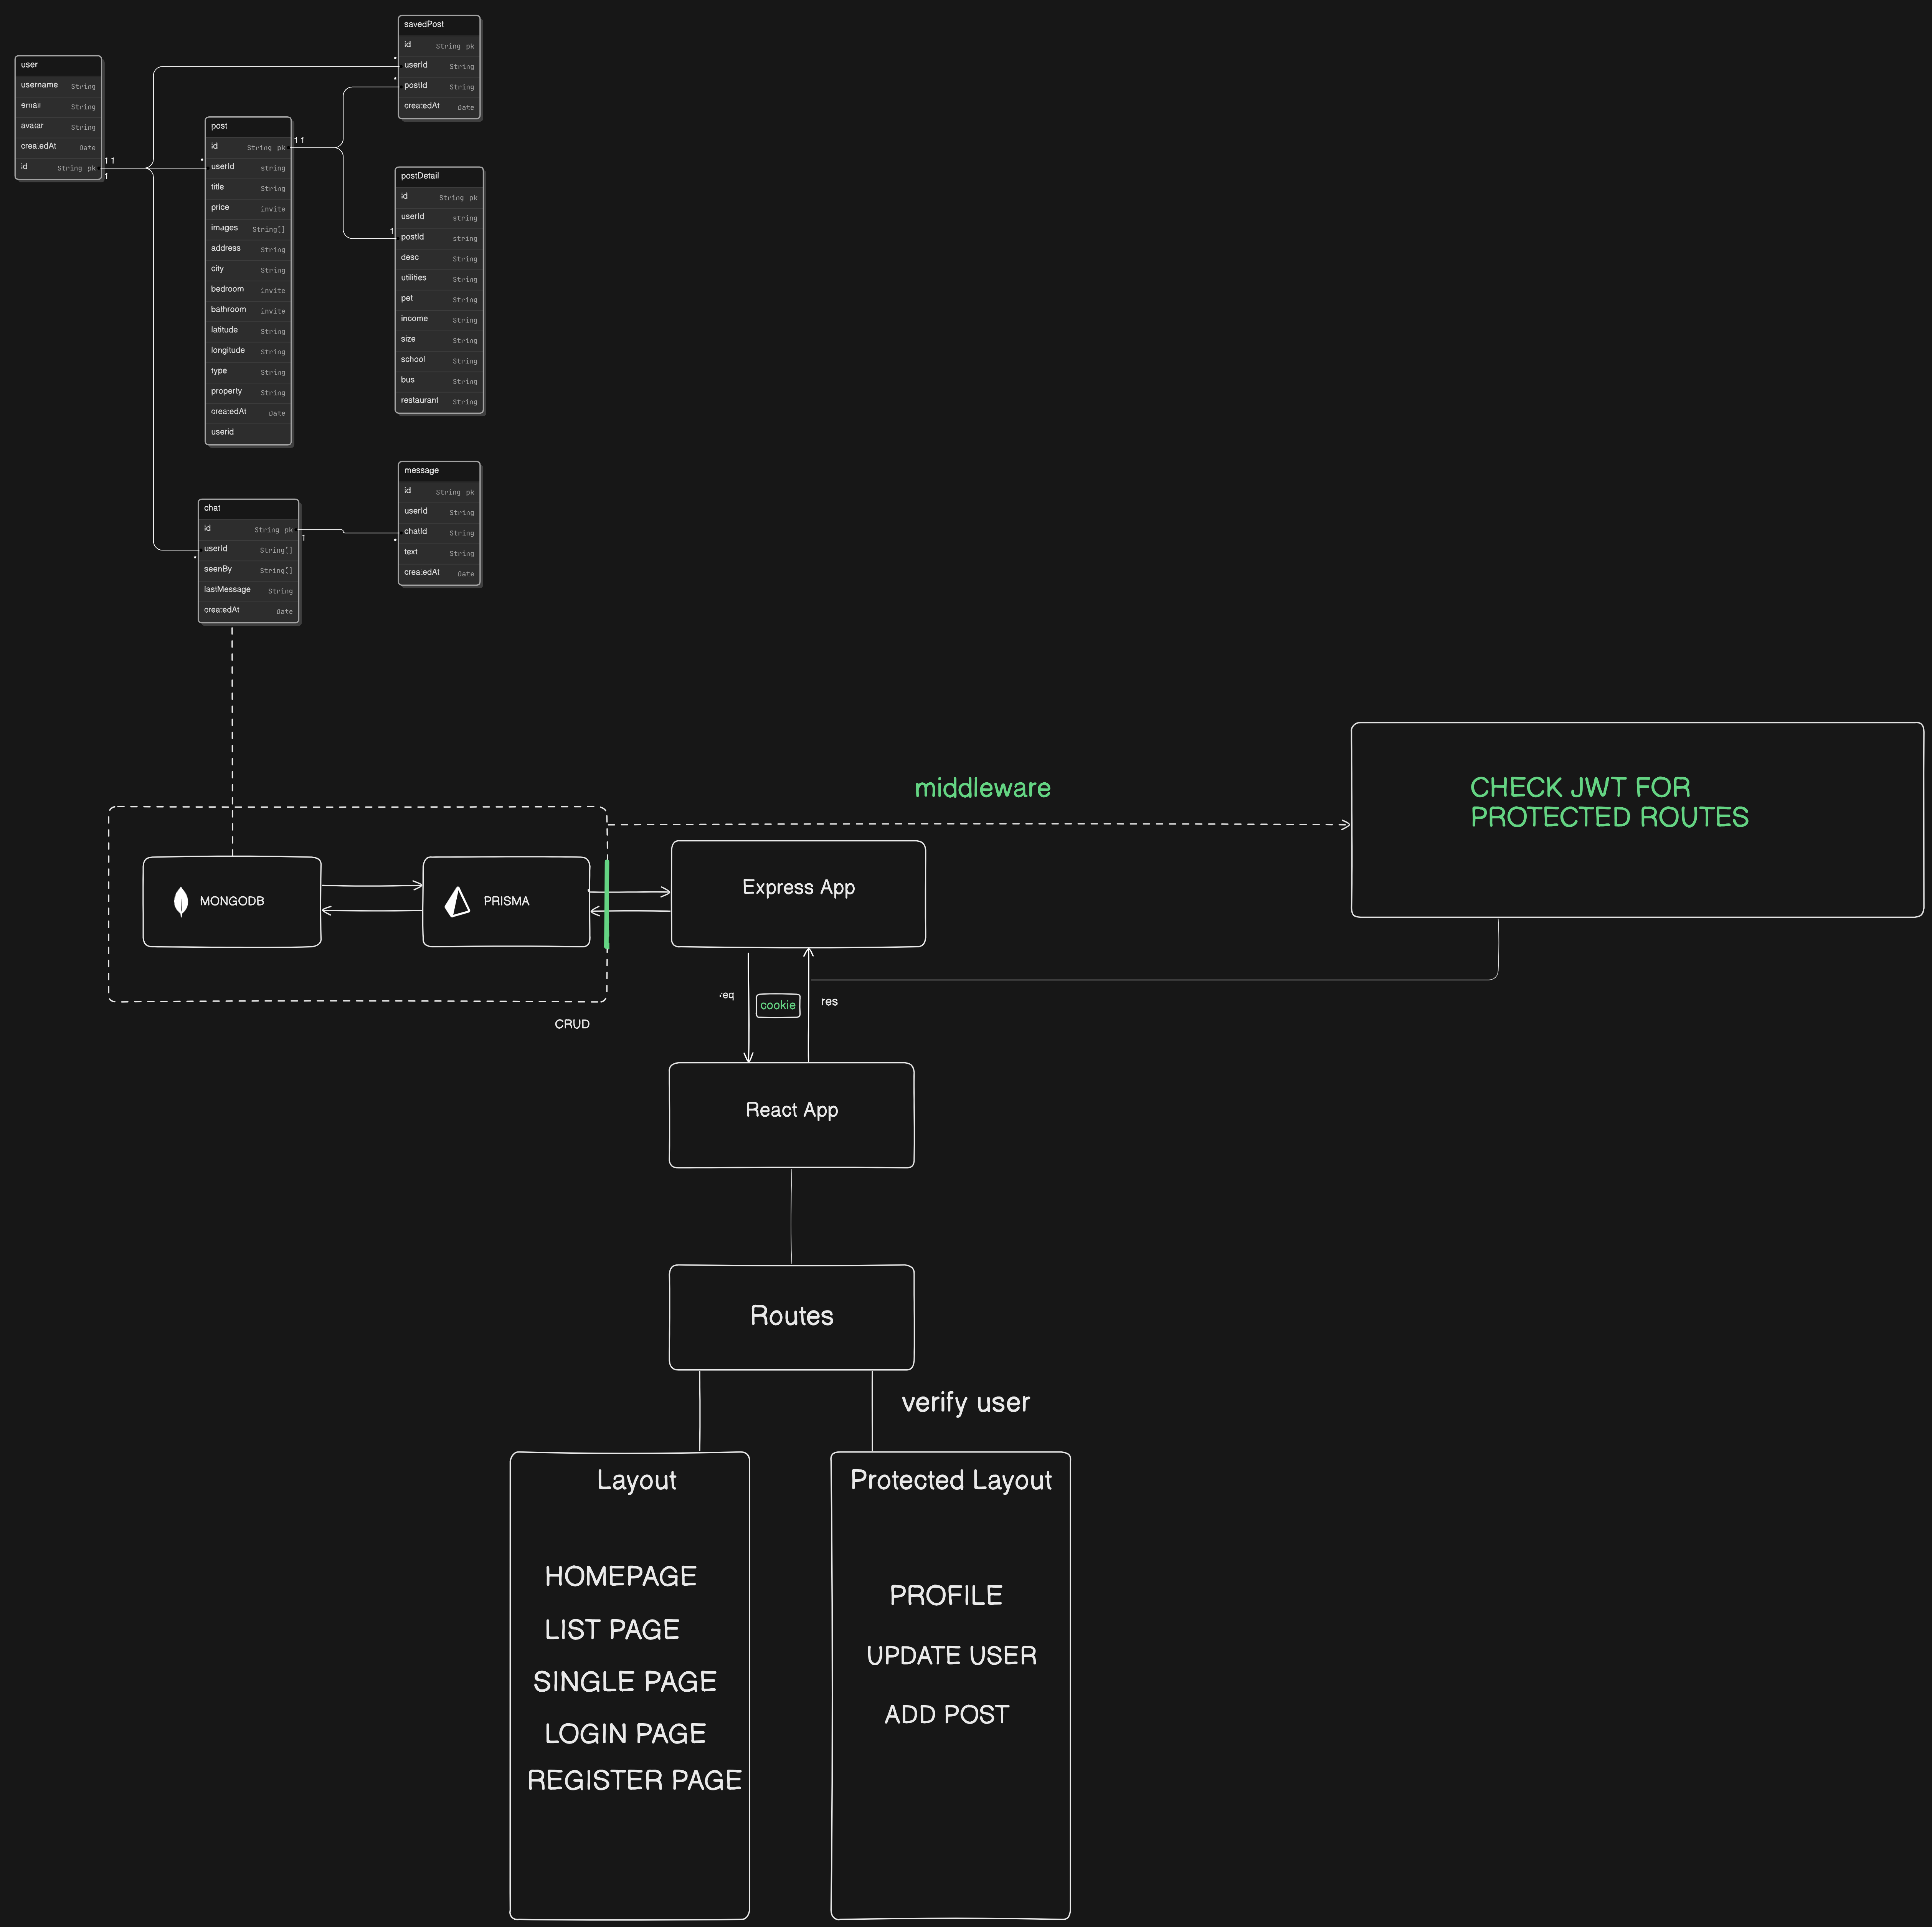 savedPost
id String pk
userId String
postId String
createdAt Date
user
username String
email String
avatar String
createdAt Date
id String pk
1 1
1
*
*
*
post
id String pk
userId string
title String
price invite
images String[]
address String
city String
bedroom invite
bathroom invite
latitude String
longitude String
type String
property String
createdAt Date
userid
1 1
1
postDetail
id String pk
userId string
postId string
desc String
utilities String
pet String
income String
size String
school String
bus String
restaurant String
message
id String pk
userId String
chatId String
text String
createdAt Date
chat
id String pk
userId String[]
seenBy String[]
lastMessage String
createdAt Date
1
*
*
middleware
CHECK JWT FOR
PROTECTED ROUTES
MONGODB
PRISMA
Express App
CRUD
req
cookie
res
React App
Routes
verify user
Layout
HOMEPAGE
LIST PAGE
SINGLE PAGE
LOGIN PAGE
REGISTER PAGE
Protected Layout
PROFILE
UPDATE USER
ADD POST